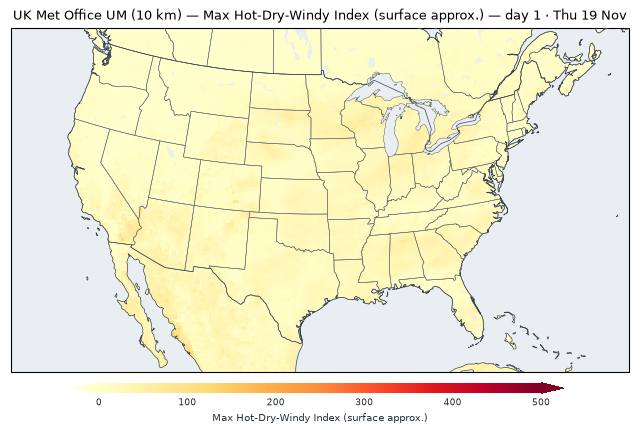 UK Met Office UM (10 km) — Max Hot-Dry-Windy Index (surface approx.) — day 1 · Thu 19 Nov
0 100 200 300 400 500
Max Hot-Dry-Windy Index (surface approx.)